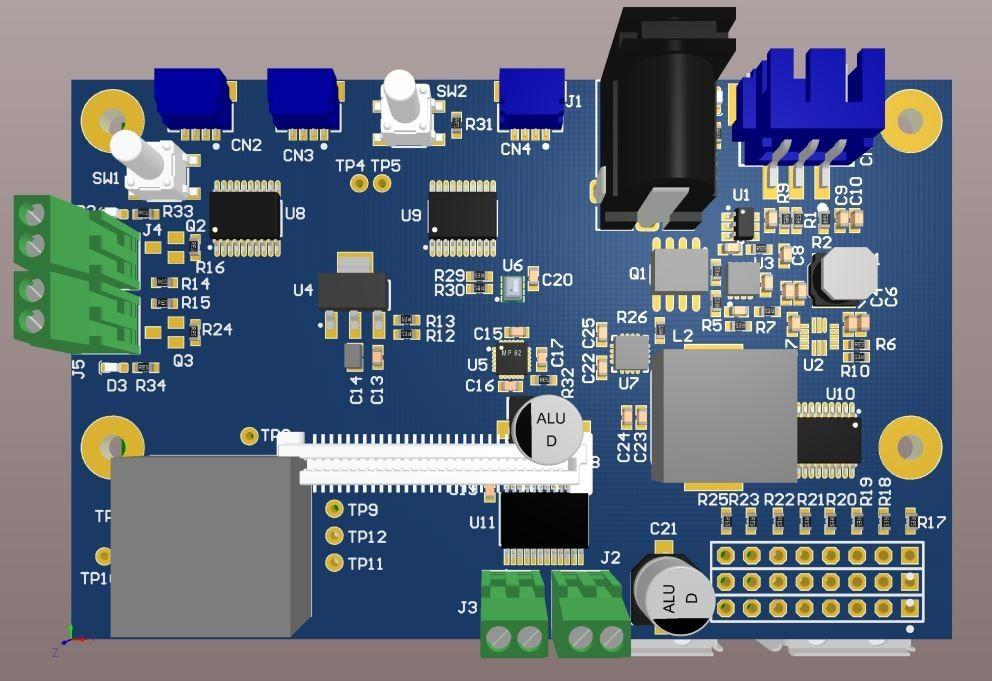 SW2
J1
R31
CN2
CN3
CN4
TP4 TP5
SW1
R33
J4
Q2
U8
U9
R9
U1
C9
C10
R16
R2
C8
U3
R29
R30
U6
C20
Q1
U4
R14
R15
C6
R13
R12
R26
R5
R7
R24
C15
C25
L2
U5
MP 92
C17
R6
Q3
C22
U7
U2
R10
J5
D3
R34
C14
C13
C16
R32
U10
ALU
D
C24
C23
R19
R18
R25
R23
R22
R21
R20
R17
TP9
U11
TP12
C21
TP11
J2
J3
ALU
D
Z